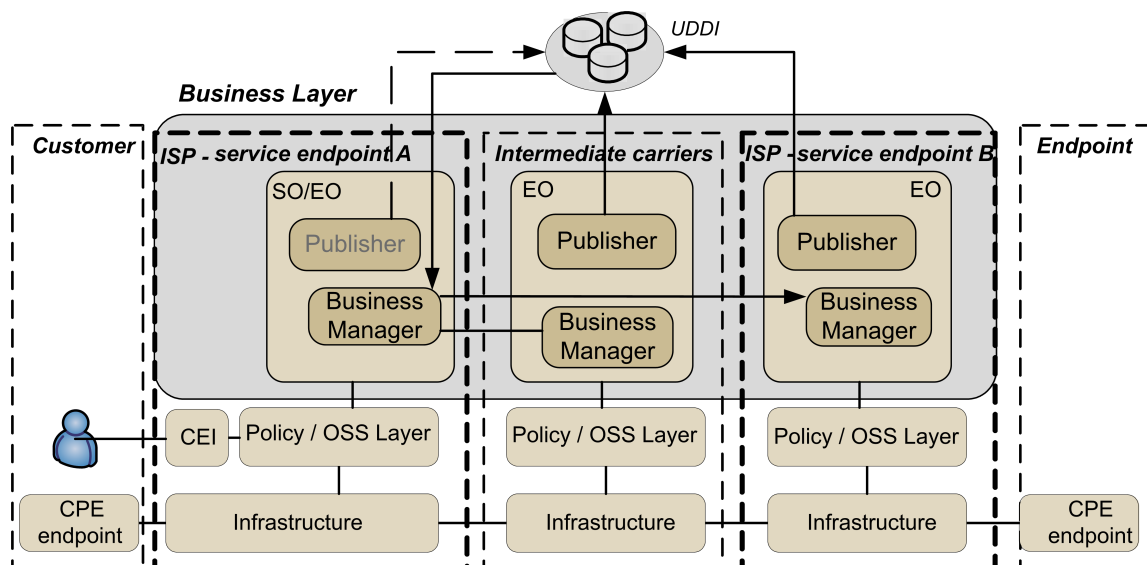 UDDI
Business Layer
Customer
ISP - service endpoint A
Intermediate carriers
ISP - service endpoint B
Endpoint
SO/EO
EO
EO
Publisher
Publisher
Publisher
Business
Manager
Business
Manager
Business
Manager
CEI
Policy / OSS Layer
Policy / OSS Layer
Policy / OSS Layer
CPE
endpoint
Infrastructure
Infrastructure
Infrastructure
CPE
endpoint